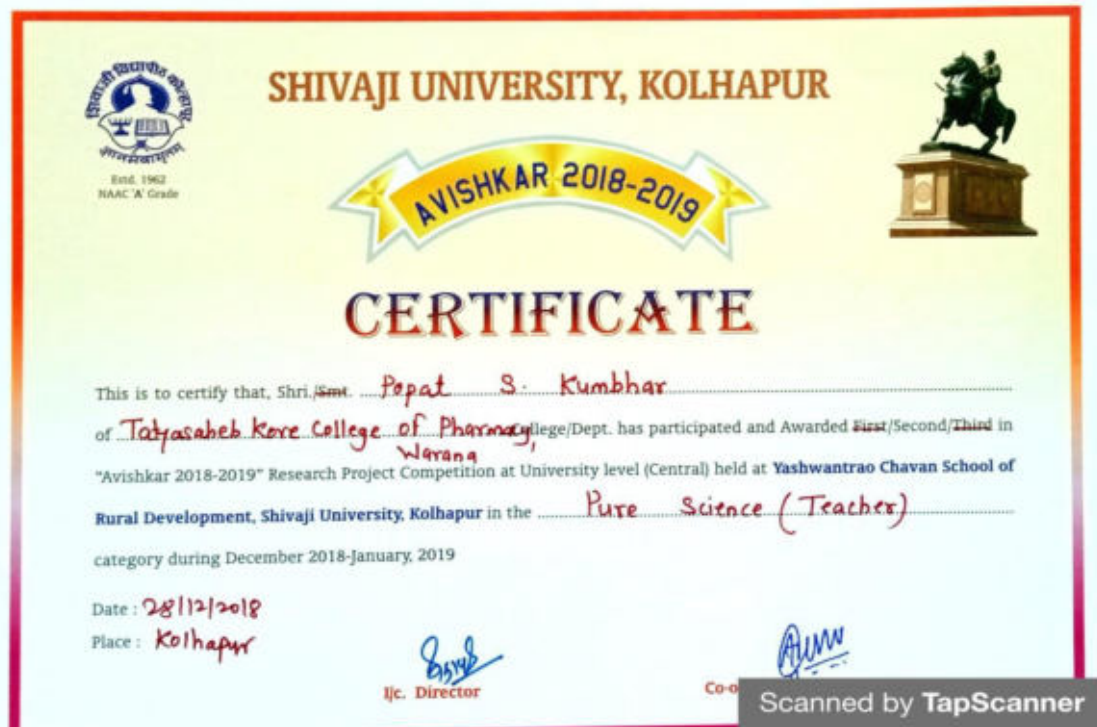 शिवाजी विद्यापीठ कोल्हापूर
ज्ञानमेवामृतम्
Estd. 1962
NAAC 'A' Grade
SHIVAJI UNIVERSITY, KOLHAPUR
AVISHKAR 2018-2019
CERTIFICATE
This is to certify that, Shri./Smt. Popat S. Kumbhar
of Tatyasaheb Kore College of Pharmacy, College/Dept. has participated and Awarded First/Second/Third in
Warana
“Avishkar 2018-2019” Research Project Competition at University level (Central) held at Yashwantrao Chavan School of
Rural Development, Shivaji University, Kolhapur in the Pure Science (Teacher)
category during December 2018-January, 2019
Date : 28/12/2018
Place : Kolhapur
I/c. Director
Scanned by TapScanner